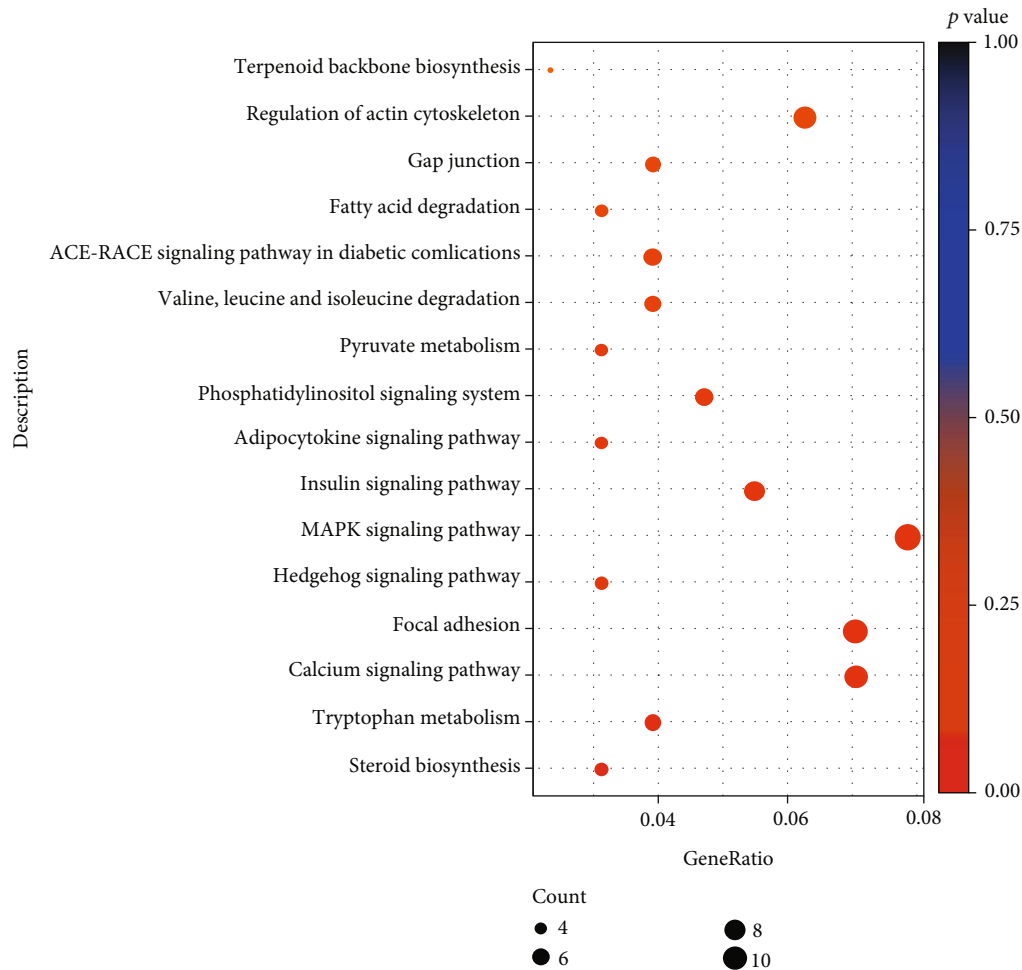 p value
1.00
0.75
0.50
0.25
0.00
Description
Terpenoid backbone biosynthesis
Regulation of actin cytoskeleton
Gap junction
Fatty acid degradation
ACE-RACE signaling pathway in diabetic comlications
Valine, leucine and isoleucine degradation
Pyruvate metabolism
Phosphatidylinositol signaling system
Adipocytokine signaling pathway
Insulin signaling pathway
MAPK signaling pathway
Hedgehog signaling pathway
Focal adhesion
Calcium signaling pathway
Tryptophan metabolism
Steroid biosynthesis
0.04 0.06 0.08
GeneRatio
Count
4 8
6 10